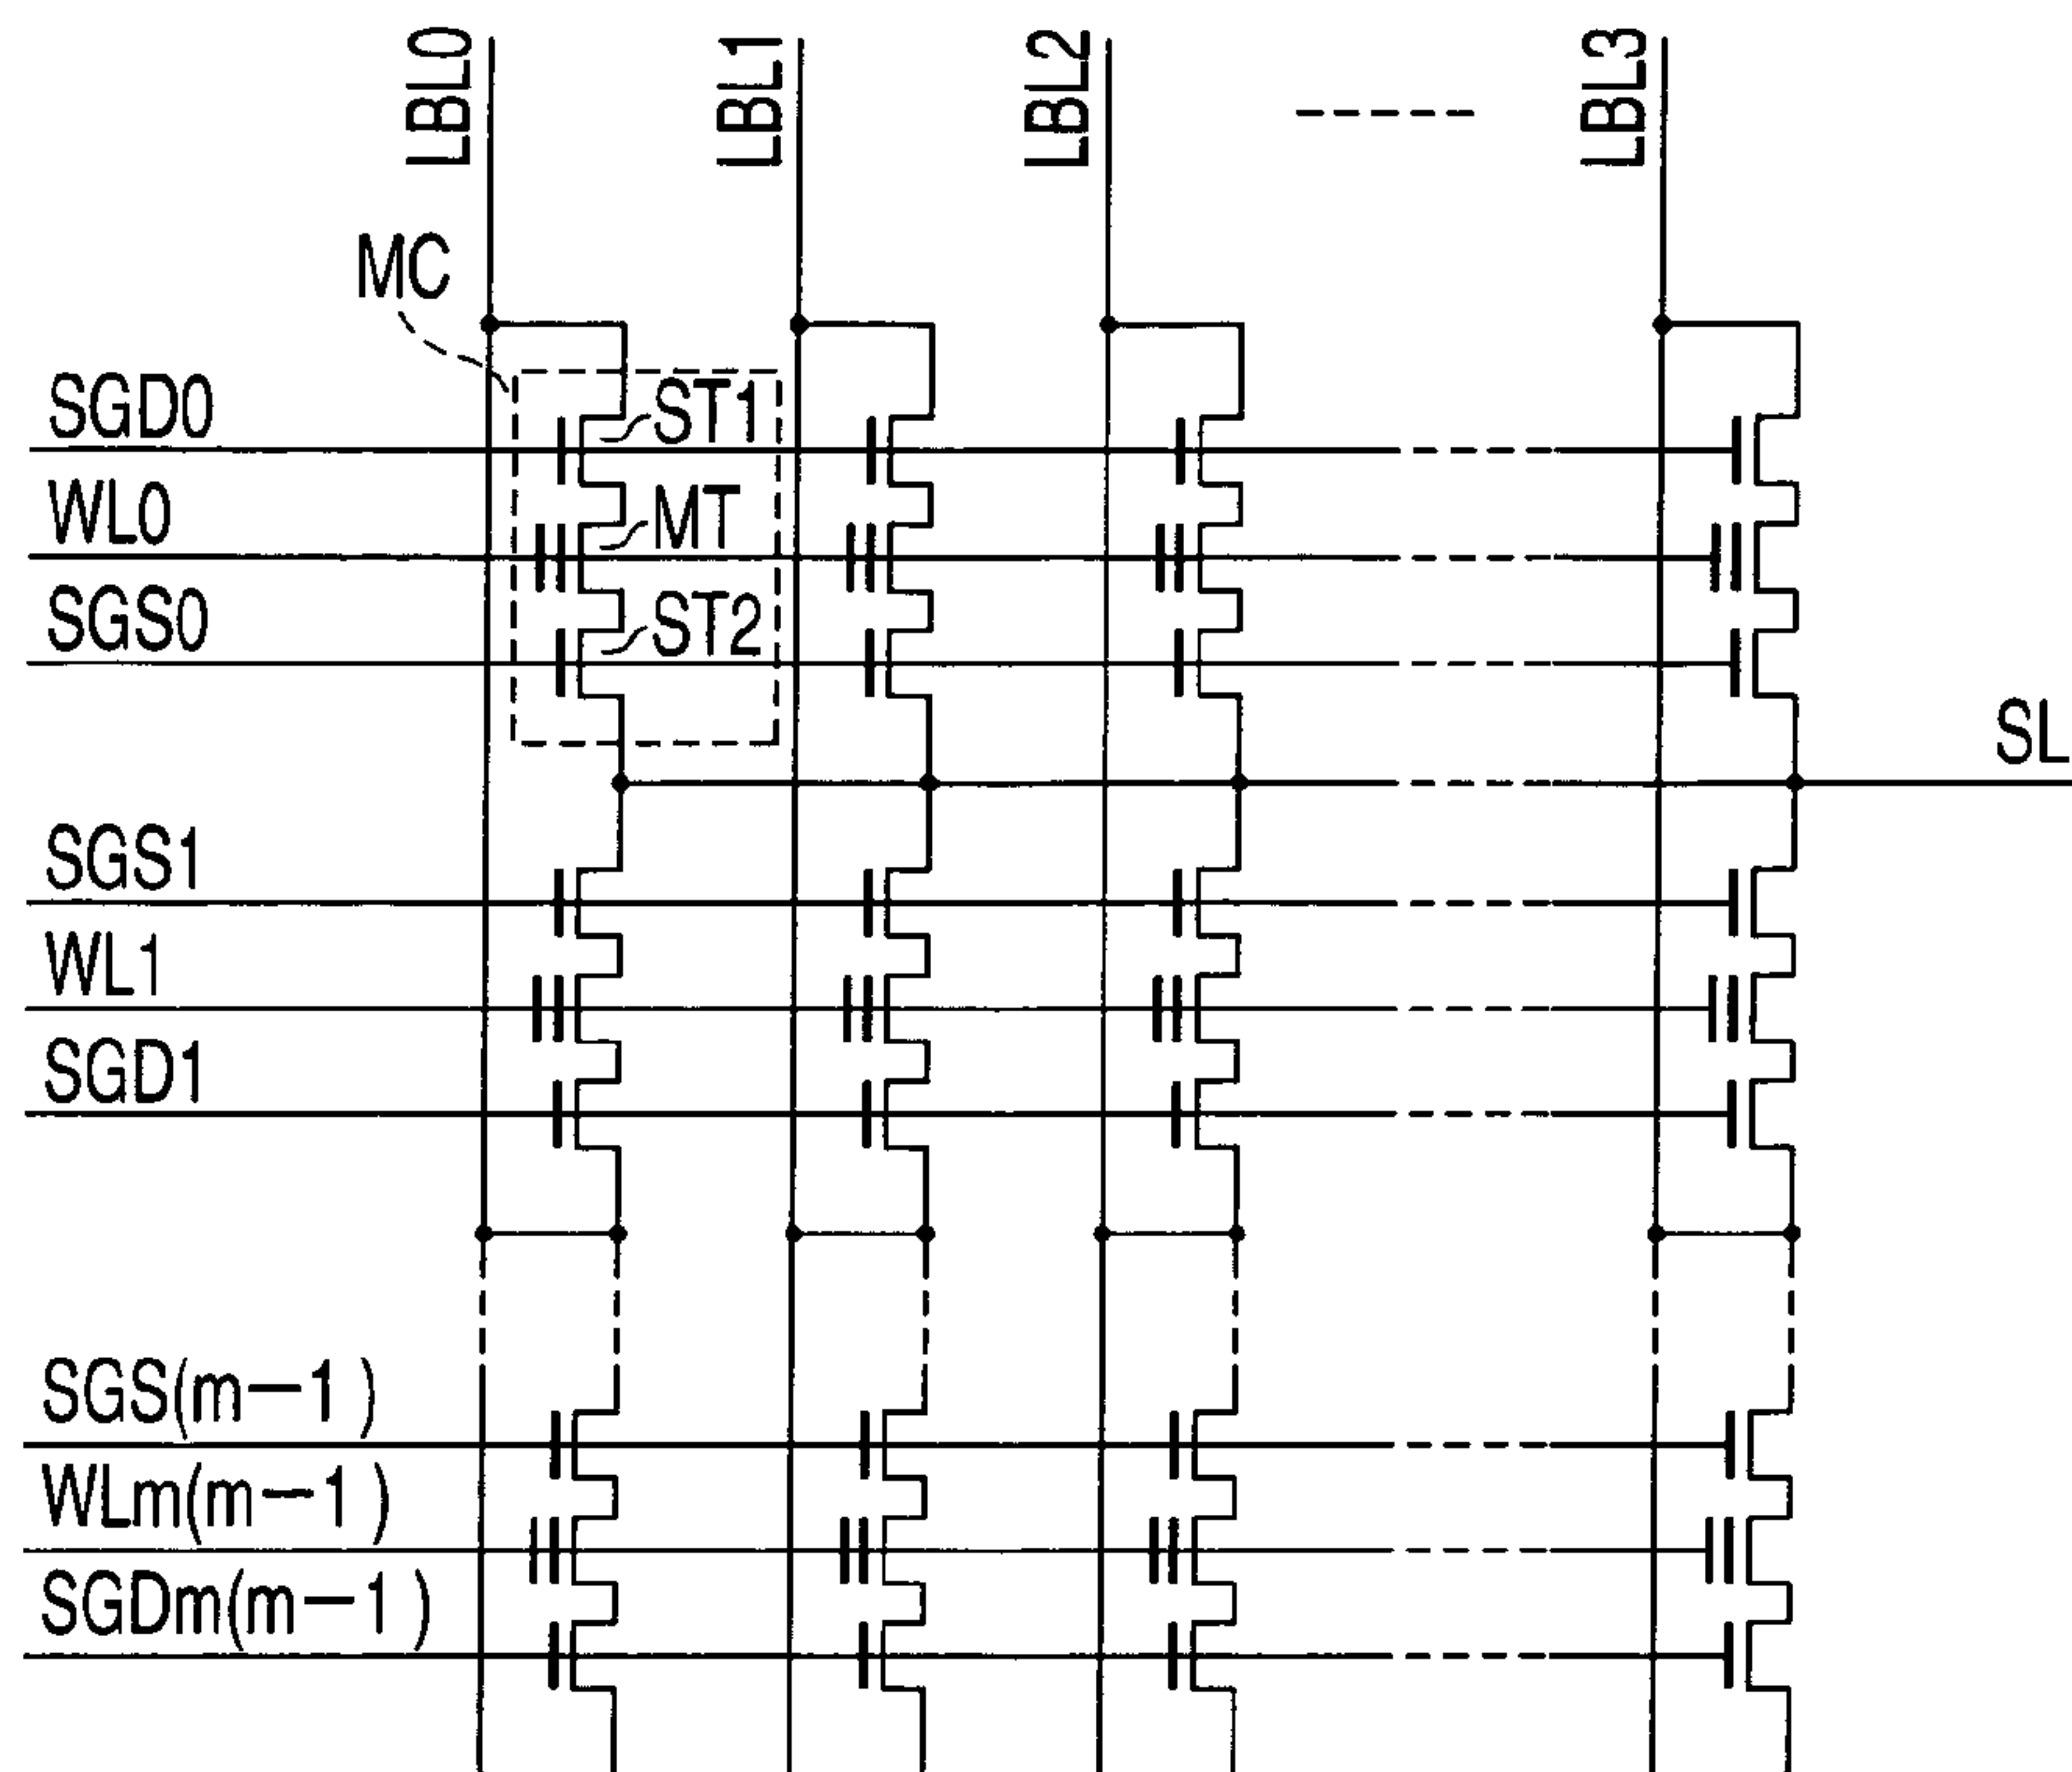 LBL0
LBL1
LBL2
LBL3
MC
SGD0
ST1
WL0
MT
SGS0
ST2
SL
SGS1
WL1
SGD1
SGS(m-1)
WLm(m-1)
SGDm(m-1)